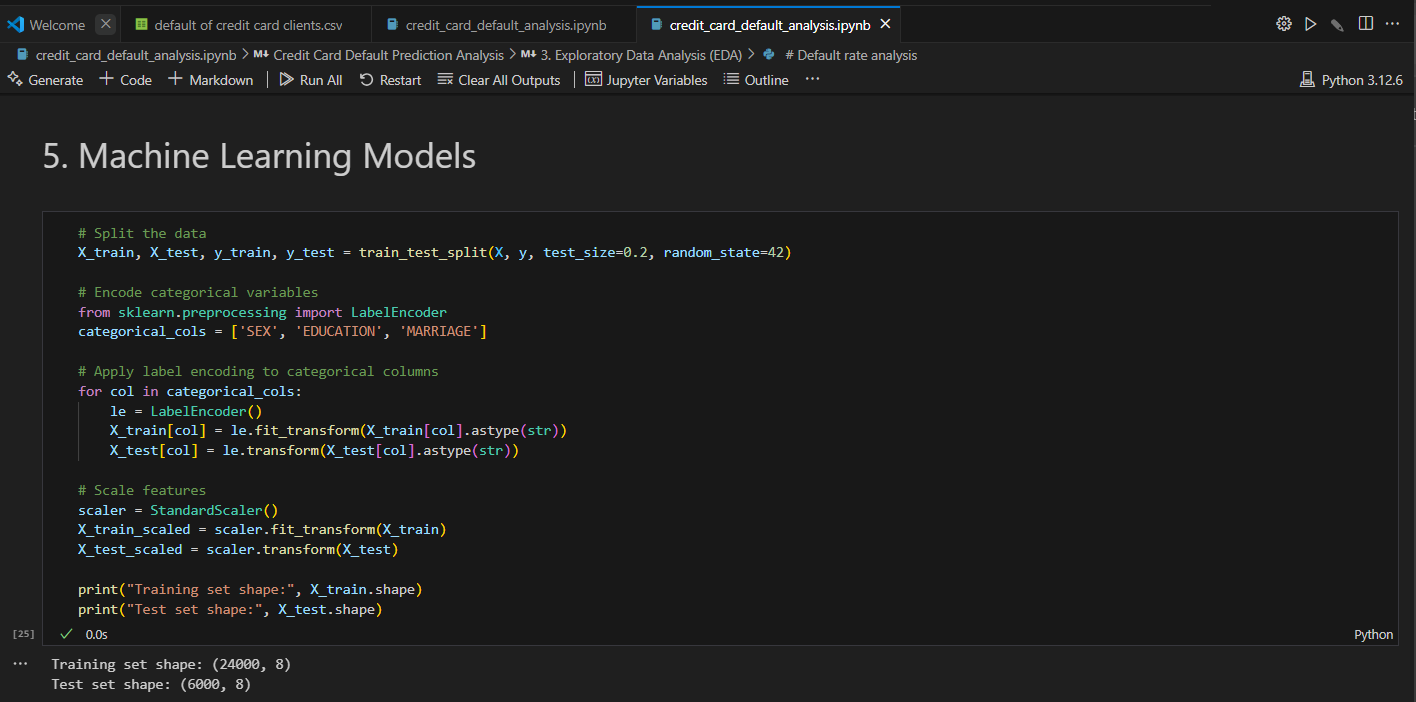 Welcome
default of credit card clients.csv
credit_card_default_analysis.ipynb
credit_card_default_analysis.ipynb
credit_card_default_analysis.ipynb > M↓ Credit Card Default Prediction Analysis > M↓ 3. Exploratory Data Analysis (EDA) > # Default rate analysis
Generate + Code + Markdown | Run All Restart Clear All Outputs | Jupyter Variables Outline ··· Python 3.12.6
5. Machine Learning Models
# Split the data
X_train, X_test, y_train, y_test = train_test_split(X, y, test_size=0.2, random_state=42)
# Encode categorical variables
from sklearn.preprocessing import LabelEncoder
categorical_cols = ['SEX', 'EDUCATION', 'MARRIAGE']
# Apply label encoding to categorical columns
for col in categorical_cols:
    le = LabelEncoder()
    X_train[col] = le.fit_transform(X_train[col].astype(str))
    X_test[col] = le.transform(X_test[col].astype(str))
# Scale features
scaler = StandardScaler()
X_train_scaled = scaler.fit_transform(X_train)
X_test_scaled = scaler.transform(X_test)
print("Training set shape:", X_train.shape)
print("Test set shape:", X_test.shape)
[25] 0.0s Python
Training set shape: (24000, 8)
Test set shape: (6000, 8)